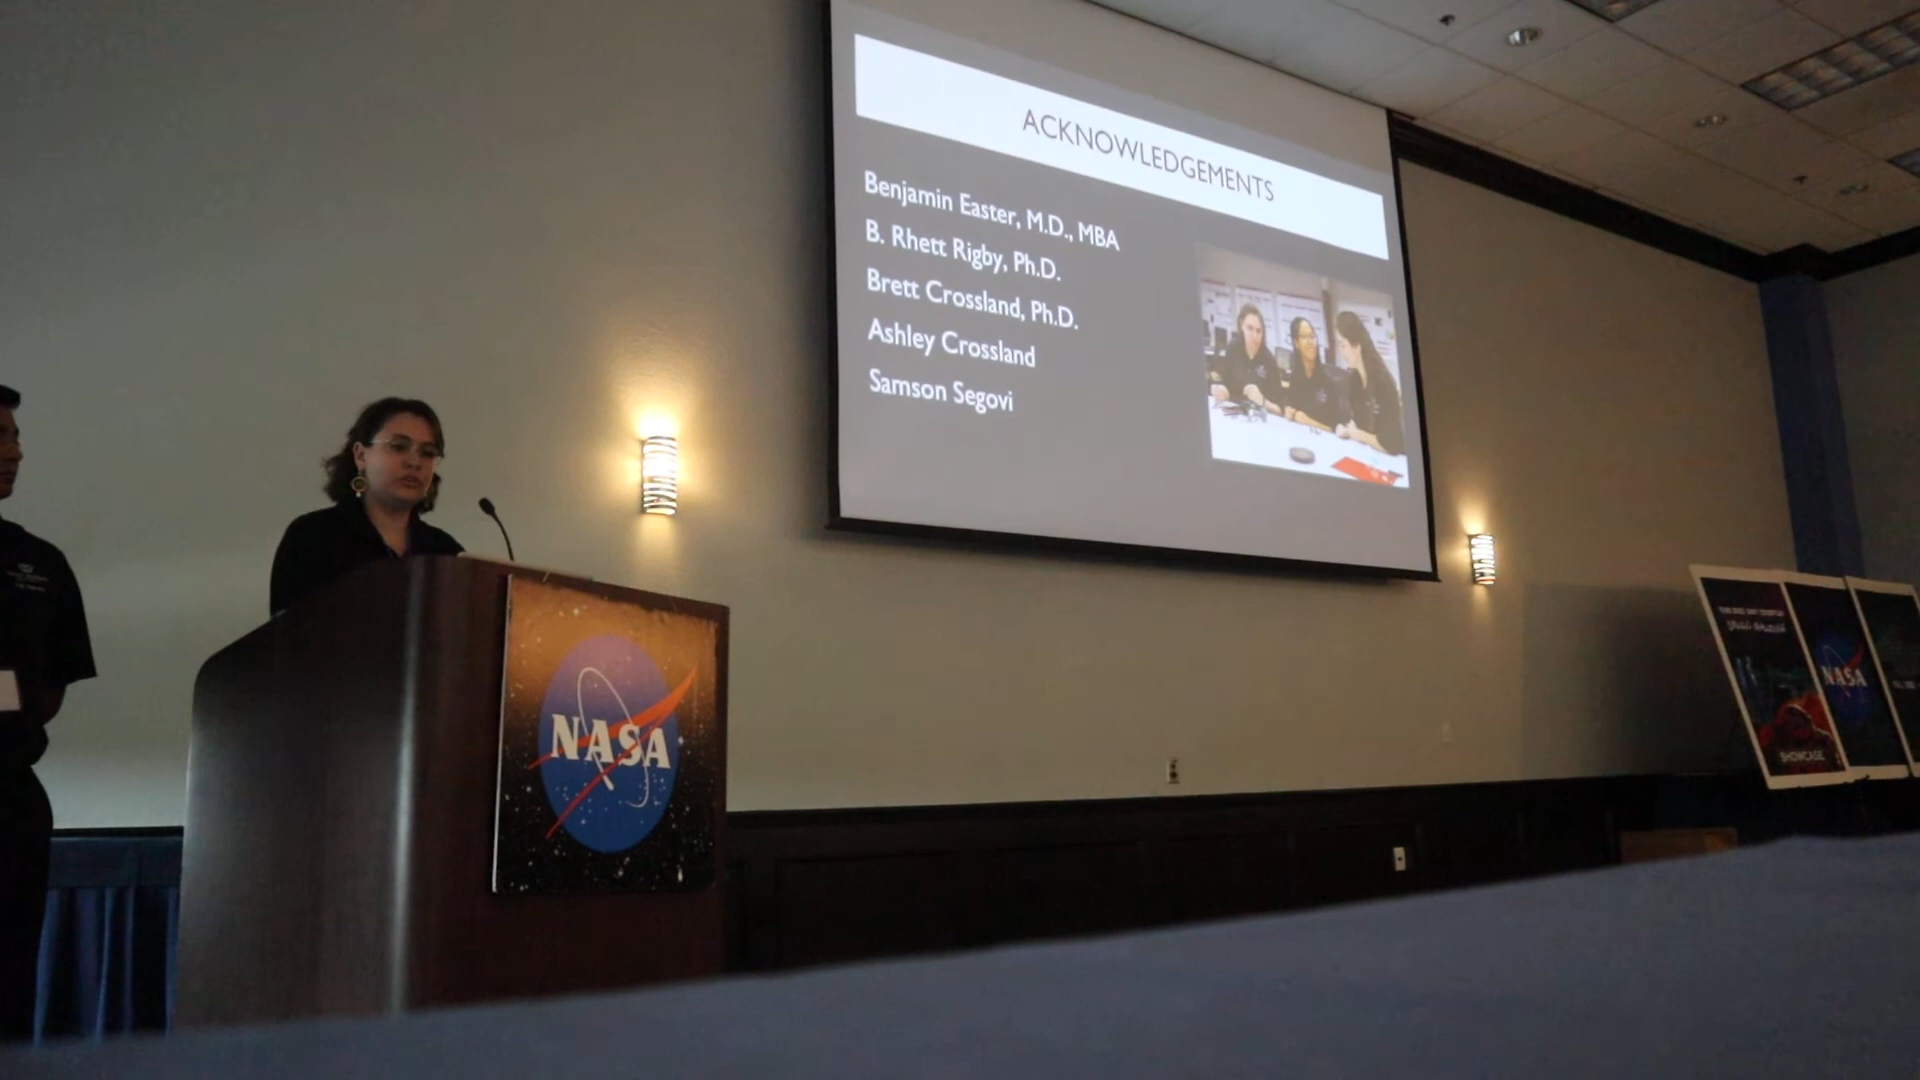 ACKNOWLEDGEMENTS
Benjamin Easter, M.D., MBA
B. Rhett Rigby, Ph.D.
Brett Crossland, Ph.D.
Ashley Crossland
Samson Segovi
NASA
NASA
SHOWCASE